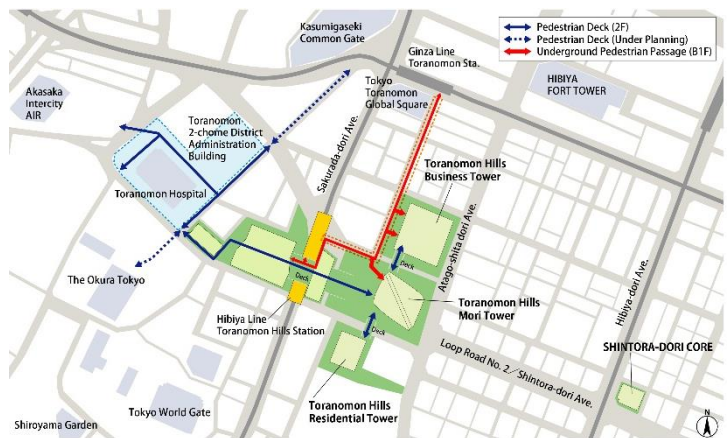 Pedestrian Deck (2F)
Pedestrian Deck (Under Planning)
Underground Pedestrian Passage (B1F)
Kasumigaseki
Common Gate
Ginza Line
Toranomon Sta.
Akasaka
Intercity
AIR
Tokyo
Toranomon
Global Square
HIBIYA
FORT TOWER
Toranomon
2-chome District
Administration
Building
Sakurada-dori Ave.
Toranomon Hospital
Toranomon Hills
Business Tower
Atago-shita dori Ave.
Hibiya-dori Ave.
Deck
The Okura Tokyo
Deck
Hibiya Line
Toranomon Hills Station
Toranomon Hills
Mori Tower
Deck
Loop Road No. 2/Shintora-dori Ave.
SHINTORA-DORI CORE
Toranomon Hills
Residential Tower
Tokyo World Gate
Shiroyama Garden
N